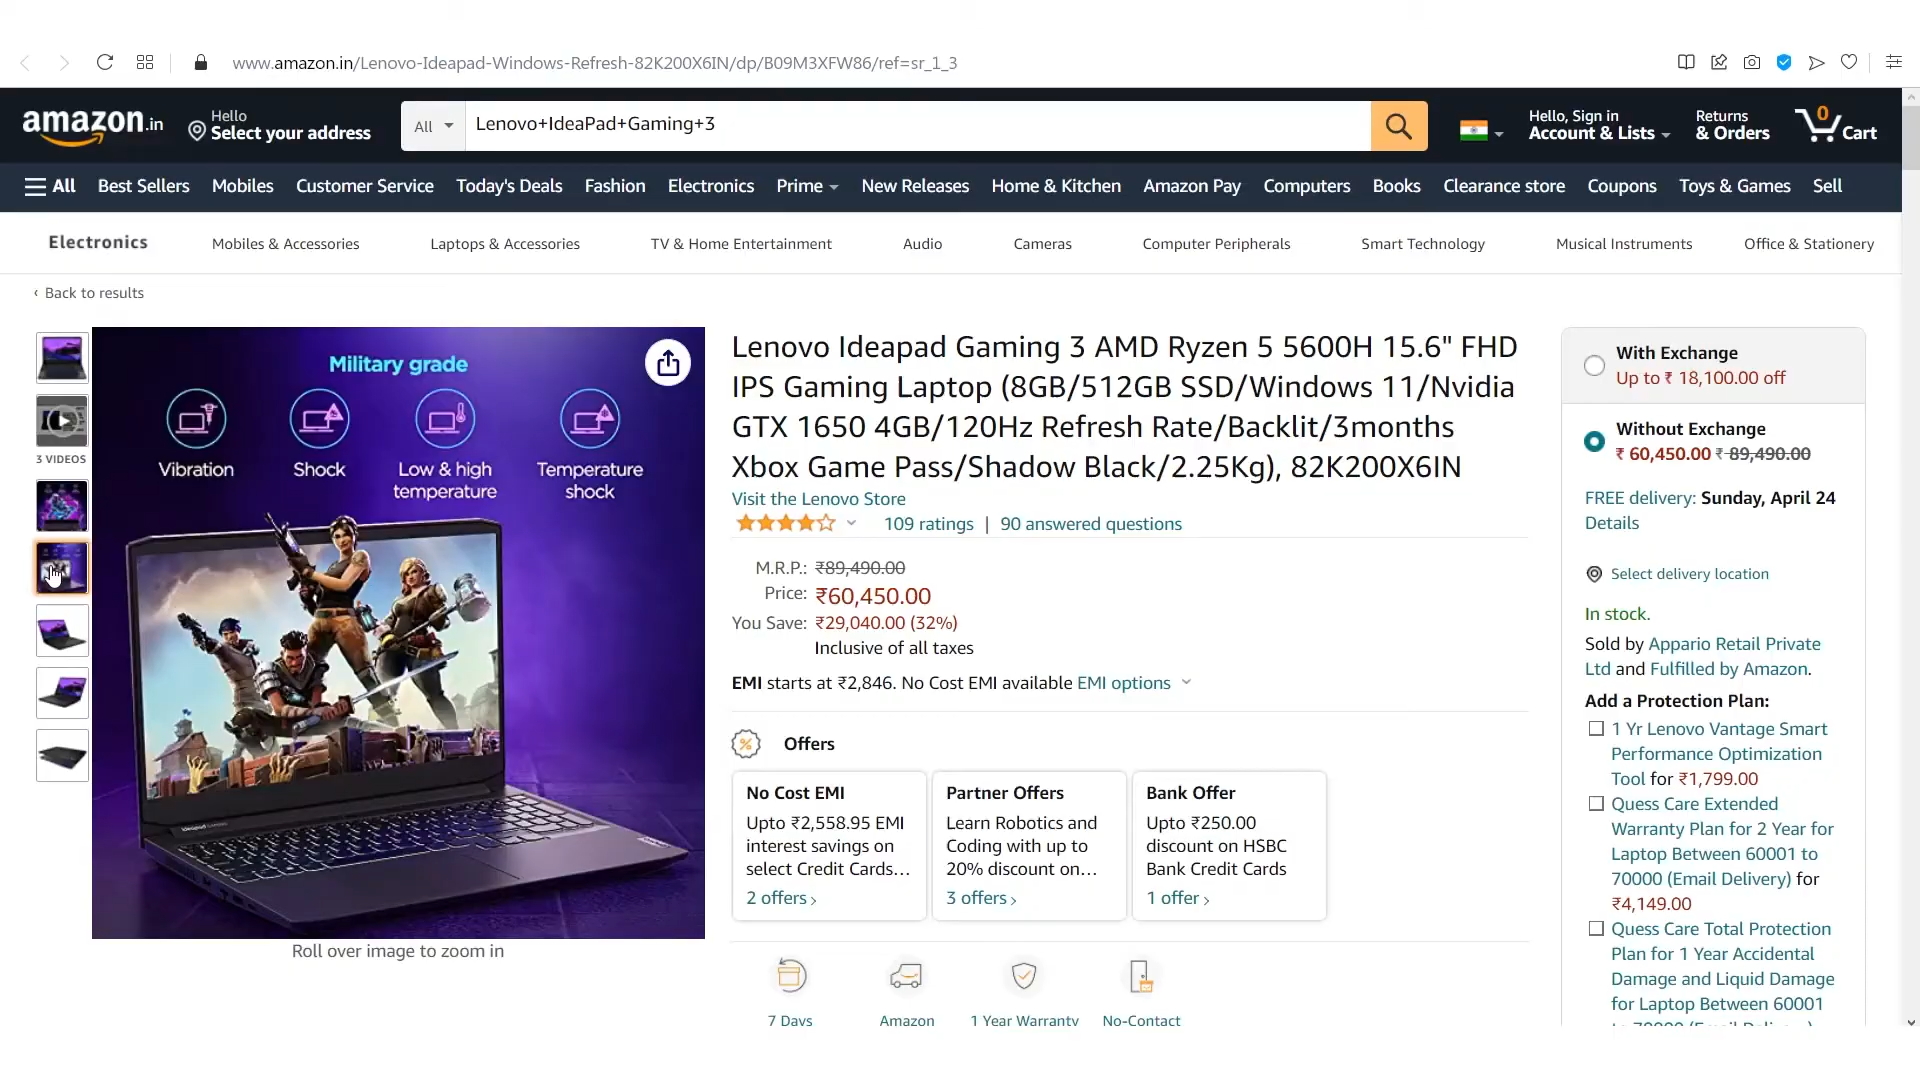 www.amazon.in/Lenovo-Ideapad-Windows-Refresh-82K200X6IN/dp/B09M3XFW86/ref=sr_1_3
amazon.in
Hello
Select your address
All
Lenovo+IdeaPad+Gaming+3
Hello, Sign in
Account & Lists
Returns
& Orders
0
Cart
All
Best Sellers
Mobiles
Customer Service
Today's Deals
Fashion
Electronics
Prime
New Releases
Home & Kitchen
Amazon Pay
Computers
Books
Clearance store
Coupons
Toys & Games
Sell
Electronics
Mobiles & Accessories
Laptops & Accessories
TV & Home Entertainment
Audio
Cameras
Computer Peripherals
Smart Technology
Musical Instruments
Office & Stationery
‹ Back to results
3 VIDEOS
Military grade
Vibration
Shock
Low & high
temperature
Temperature
shock
Roll over image to zoom in
Lenovo Ideapad Gaming 3 AMD Ryzen 5 5600H 15.6" FHD
IPS Gaming Laptop (8GB/512GB SSD/Windows 11/Nvidia
GTX 1650 4GB/120Hz Refresh Rate/Backlit/3months
Xbox Game Pass/Shadow Black/2.25Kg), 82K200X6IN
Visit the Lenovo Store
109 ratings | 90 answered questions
M.R.P.: ₹89,490.00
Price: ₹60,450.00
You Save: ₹29,040.00 (32%)
Inclusive of all taxes
EMI starts at ₹2,846. No Cost EMI available EMI options
% Offers
No Cost EMI
Upto ₹2,558.95 EMI
interest savings on
select Credit Cards…
2 offers ›
Partner Offers
Learn Robotics and
Coding with up to
20% discount on…
3 offers ›
Bank Offer
Upto ₹250.00
discount on HSBC
Bank Credit Cards
1 offer ›
7 Days
Amazon
1 Year Warranty
No-Contact
With Exchange
Up to ₹ 18,100.00 off
Without Exchange
₹ 60,450.00 ₹ 89,490.00
FREE delivery: Sunday, April 24
Details
Select delivery location
In stock.
Sold by Appario Retail Private
Ltd and Fulfilled by Amazon.
Add a Protection Plan:
1 Yr Lenovo Vantage Smart
Performance Optimization
Tool for ₹1,799.00
Quess Care Extended
Warranty Plan for 2 Year for
Laptop Between 60001 to
70000 (Email Delivery) for
₹4,149.00
Quess Care Total Protection
Plan for 1 Year Accidental
Damage and Liquid Damage
for Laptop Between 60001
to 70000 (Email Delivery)